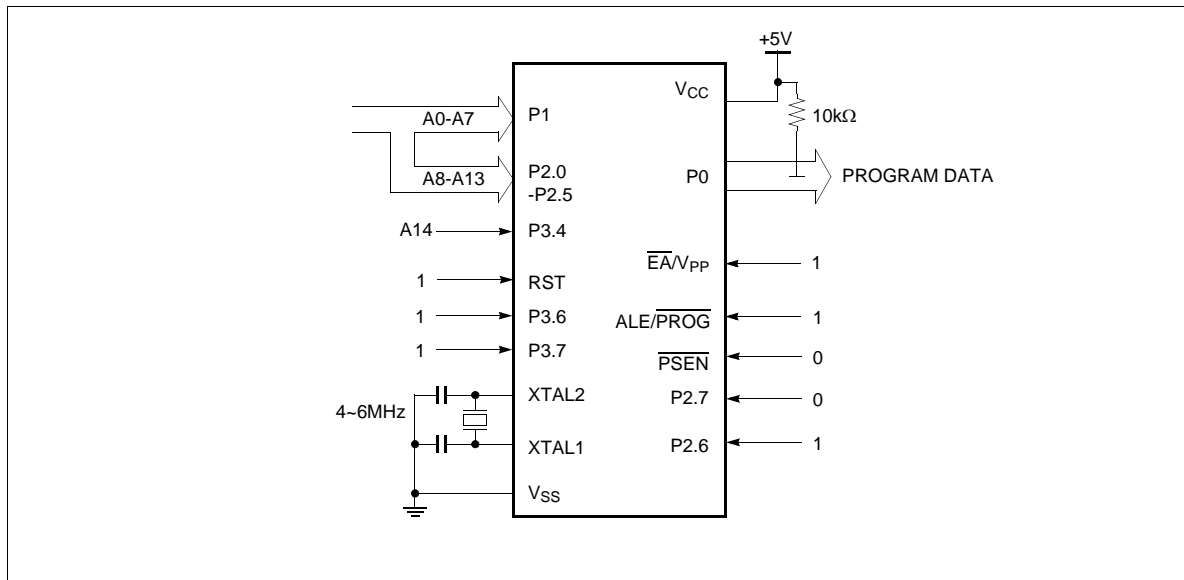 +5V
VCC
10kΩ
A0-A7
P1
A8-A13
P2.0
-P2.5
P0
PROGRAM DATA
A14
P3.4
EA/VPP
1
1
RST
1
P3.6
ALE/PROG
1
1
P3.7
PSEN
0
4~6MHz
XTAL2
P2.7
0
XTAL1
P2.6
1
VSS